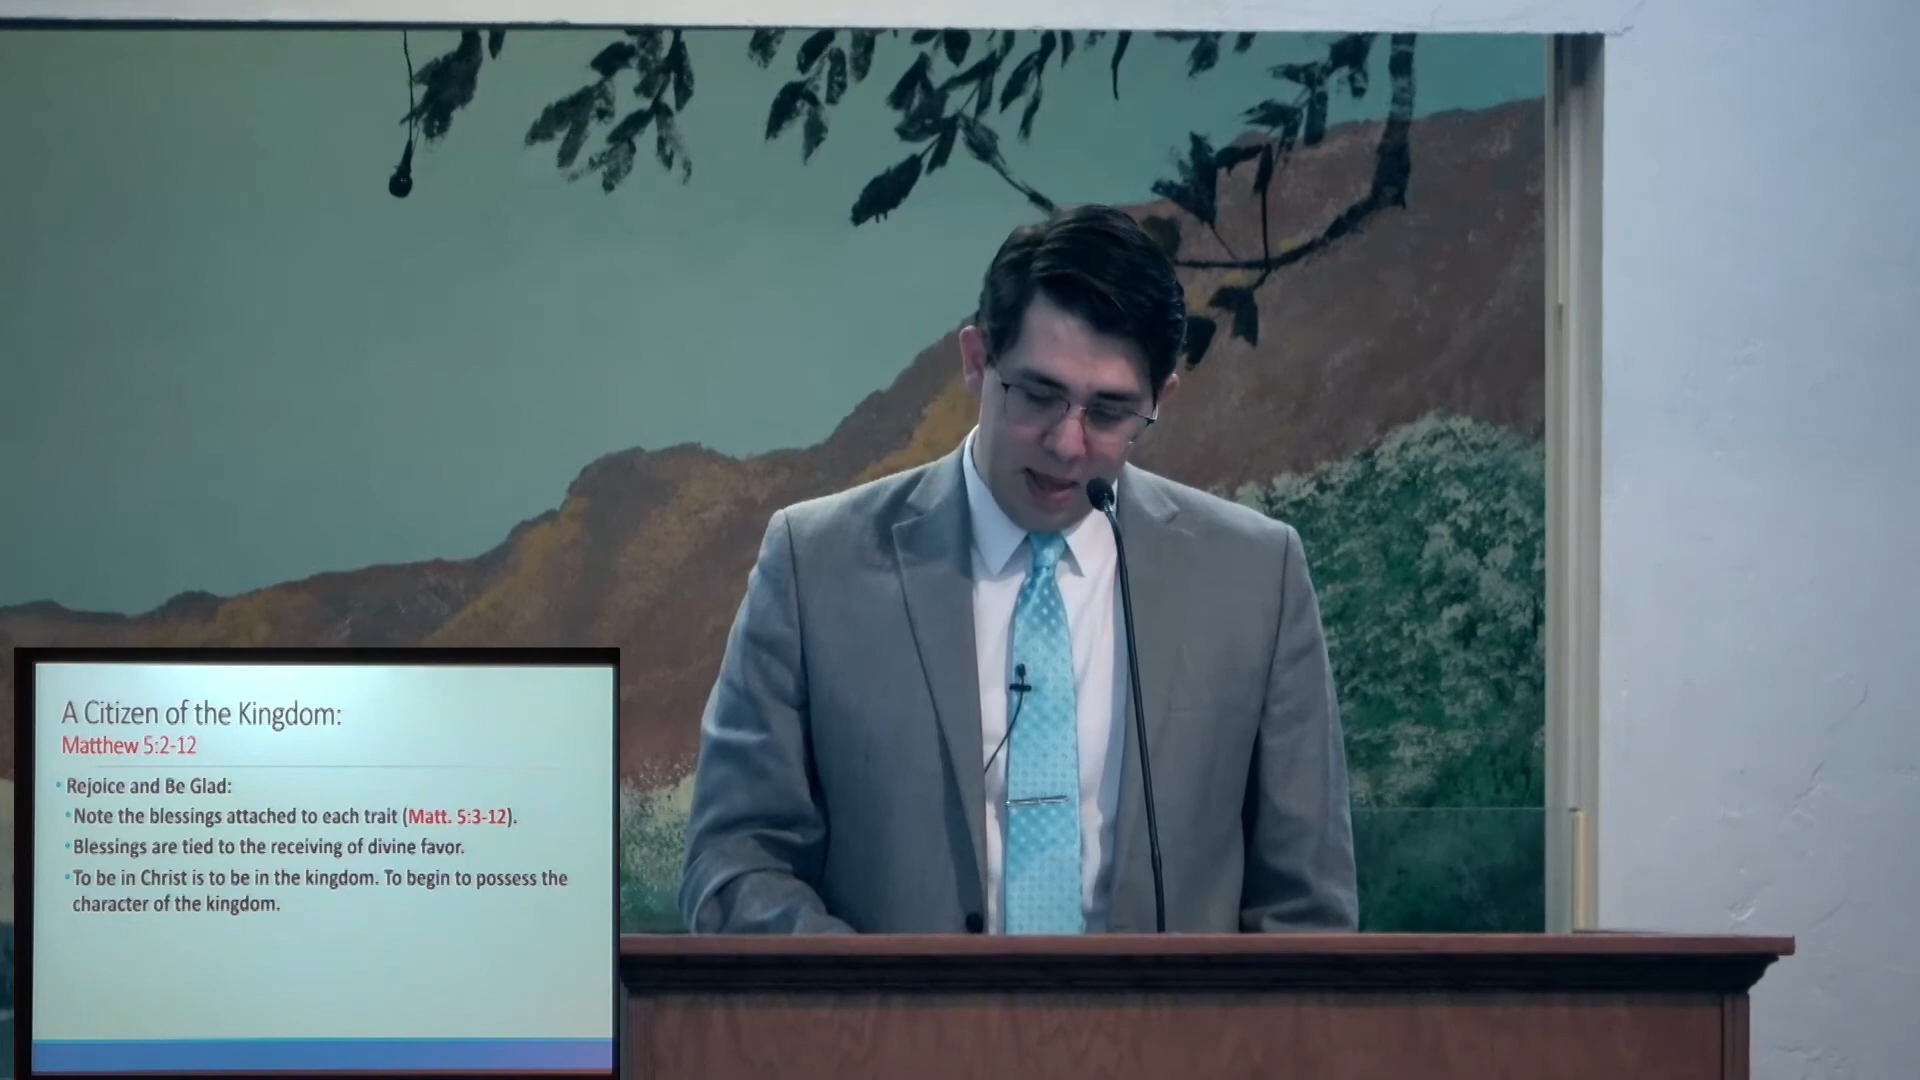 A Citizen of the Kingdom:
Matthew 5:2-12
• Rejoice and Be Glad:
• Note the blessings attached to each trait (Matt. 5:3-12).
• Blessings are tied to the receiving of divine favor.
• To be in Christ is to be in the kingdom. To begin to possess the
character of the kingdom.